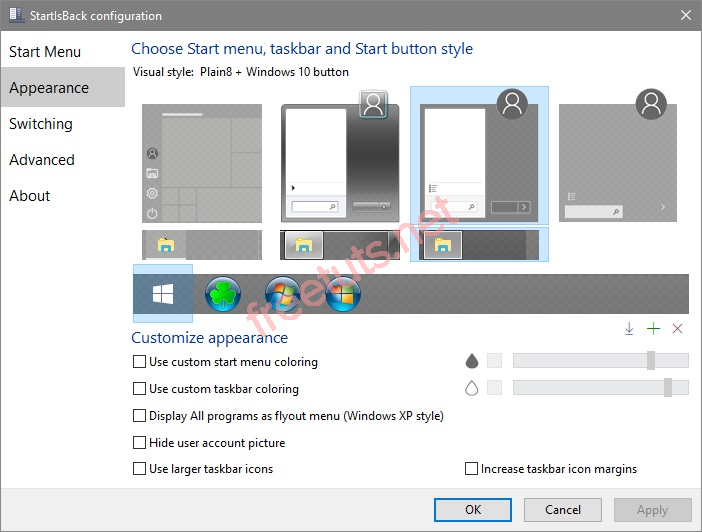 StartIsBack configuration
Start Menu
Appearance
Switching
Advanced
About
Choose Start menu, taskbar and Start button style
Visual style: Plain8 + Windows 10 button
freetuts.net
Customize appearance
Use custom start menu coloring
Use custom taskbar coloring
Display All programs as flyout menu (Windows XP style)
Hide user account picture
Use larger taskbar icons
Increase taskbar icon margins
OK
Cancel
Apply